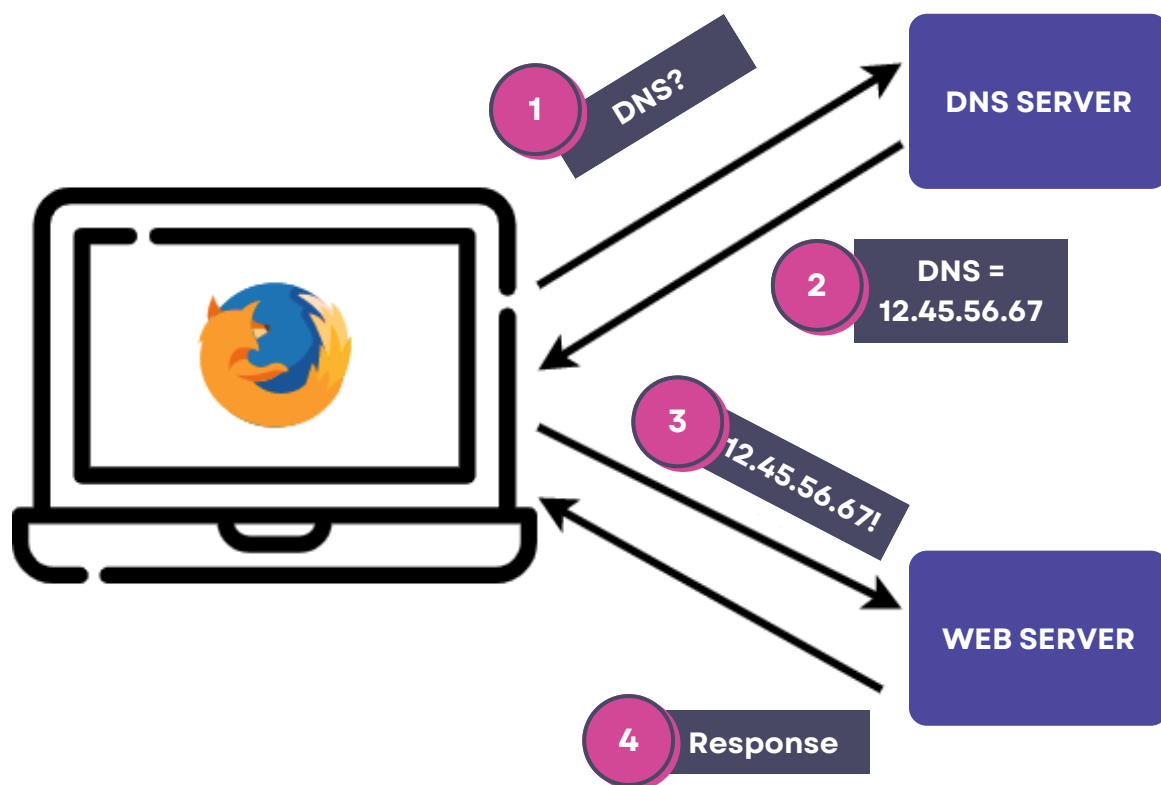 1
DNS?
DNS SERVER
2
DNS =
12.45.56.67
3
12.45.56.67!
WEB SERVER
4
Response